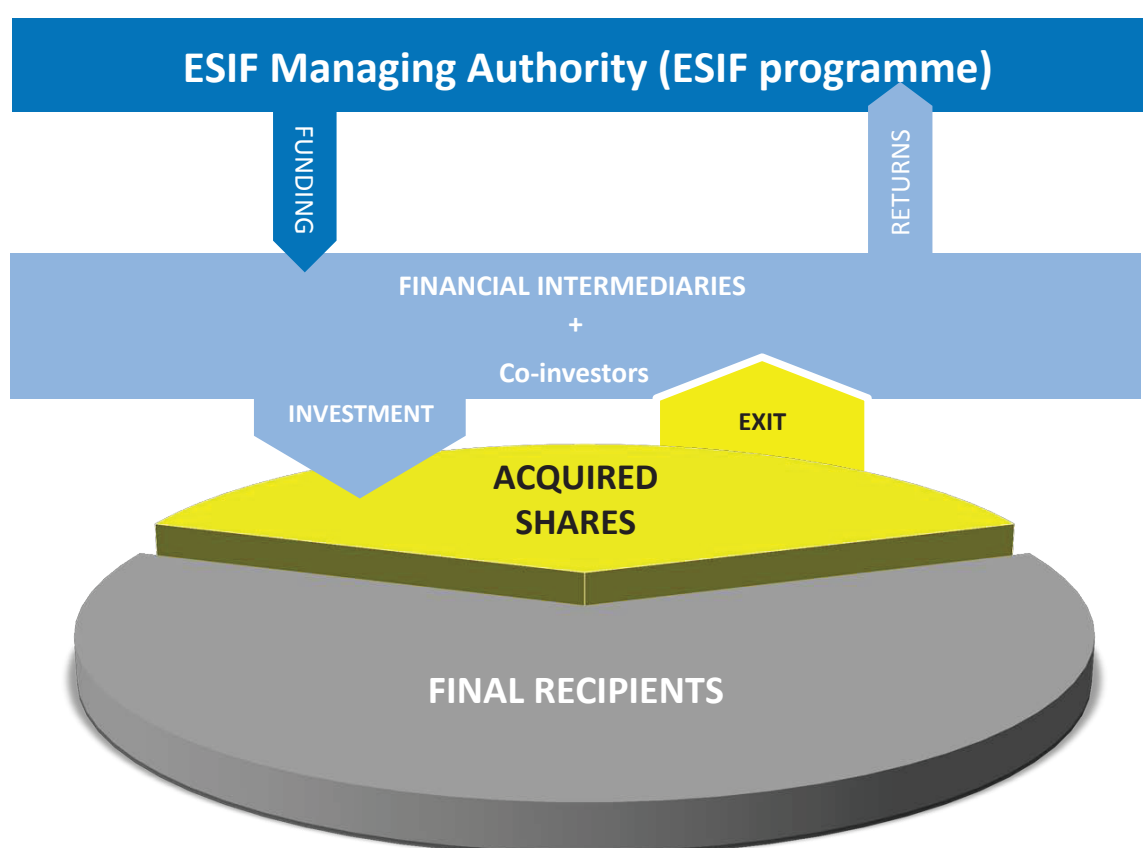 ESIF Managing Authority (ESIF programme)
FUNDING
RETURNS
FINANCIAL INTERMEDIARIES
+
Co-investors
INVESTMENT
EXIT
ACQUIRED
SHARES
FINAL RECIPIENTS